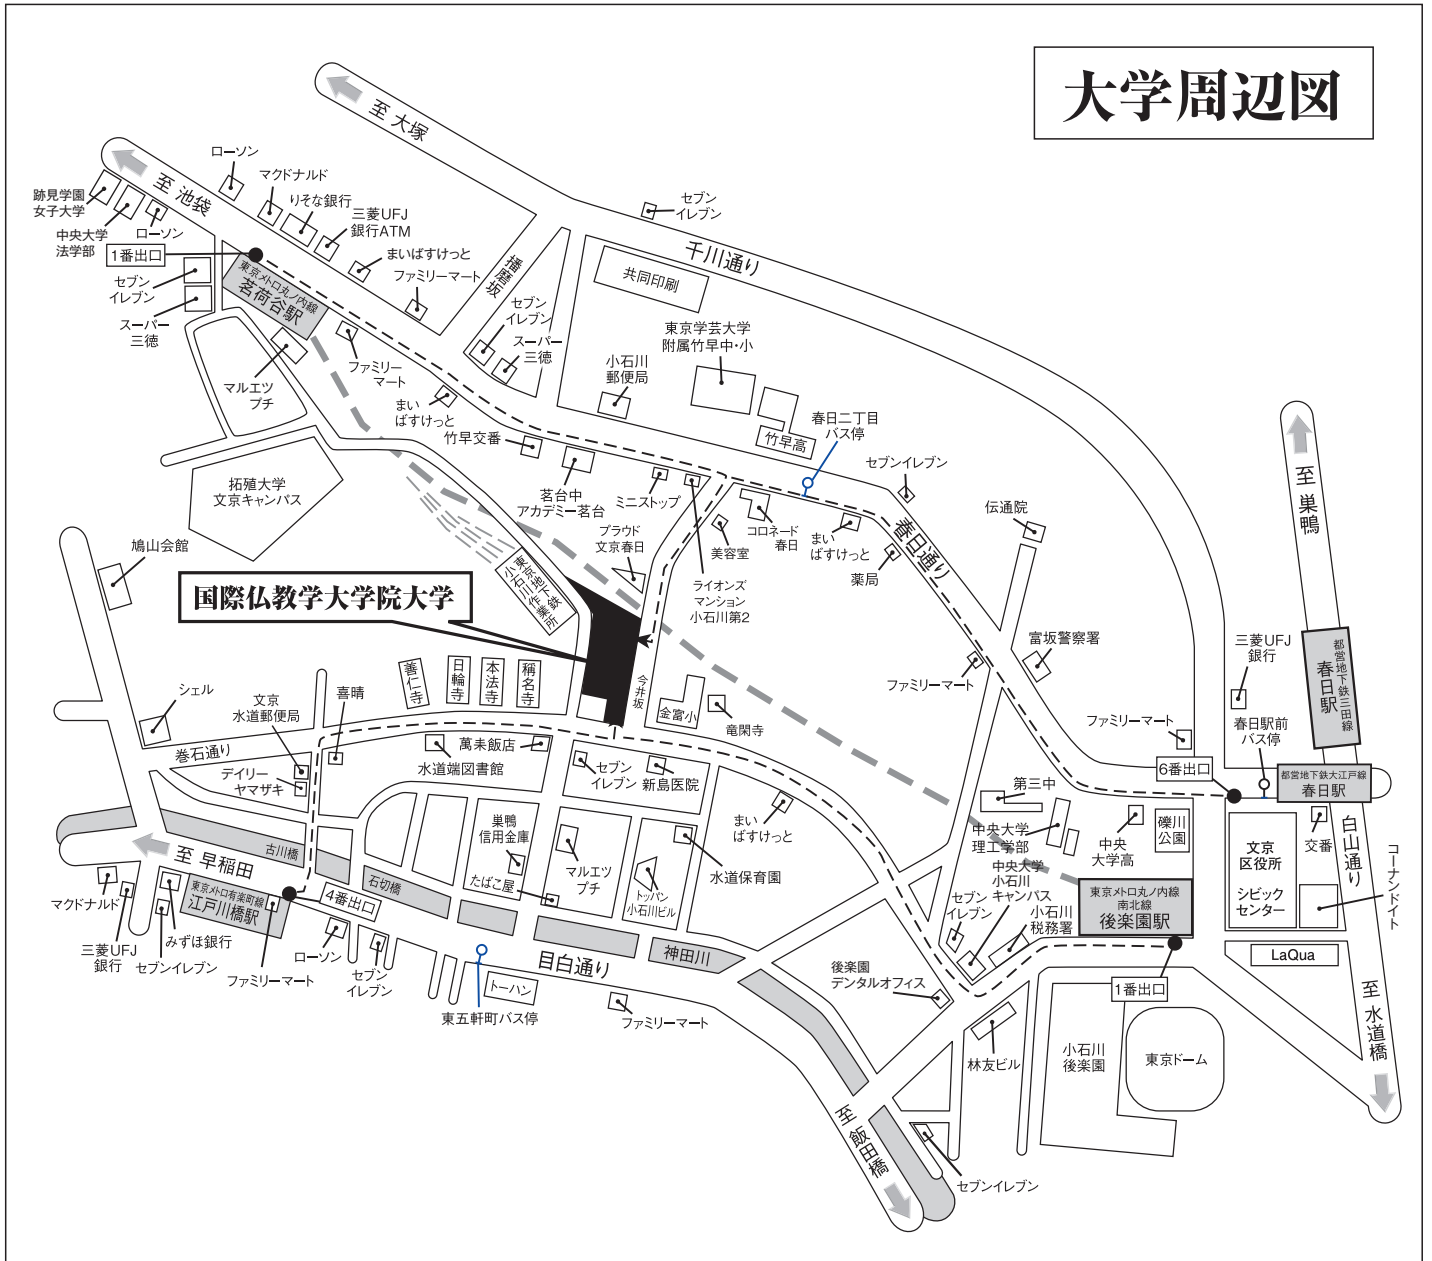 大学周辺図
至 大塚
至 池袋
ローソン
マクドナルド
りそな銀行
三菱UFJ
銀行ATM
まいばすけっと
ファミリーマート
跡見学園
女子大学
中央大学
法学部
ローソン
1番出口
セブン
イレブン
スーパー
三徳
東京メトロ丸ノ内線
茗荷谷駅
マルエツ
プチ
ファミリー
マート
播磨坂
セブン
イレブン
スーパー
三徳
セブン
イレブン
千川通り
共同印刷
東京学芸大学
附属竹早中・小
小石川
郵便局
まい
ばすけっと
竹早交番
竹早高
春日二丁目
バス停
セブンイレブン
拓殖大学
文京キャンパス
茗台中
アカデミー茗台
ミニストップ
プラウド
文京春日
美容室
コロネード
春日
まい
ばすけっと
薬局
春日通り
伝通院
至 巣鴨
鳩山会館
東京地下鉄
小石川作業所
ライオンズ
マンション
小石川第2
国際仏教学大学院大学
富坂警察署
三菱UFJ
銀行
都営地下鉄三田線
春日駅
シェル
文京
水道郵便局
喜晴
善仁寺
日輪寺
本法寺
稱名寺
今井坂
金富小
竜閑寺
ファミリーマート
ファミリーマート
春日駅前
バス停
巻石通り
デイリー
ヤマザキ
水道端図書館
萬来飯店
セブン
イレブン
新島医院
まい
ばすけっと
6番出口
都営地下鉄大江戸線
春日駅
第三中
中央大学
理工学部
中央
大学高
礫川
公園
文京
区役所
シビック
センター
交番
白山通り
コーナンドイト
古川橋
至 早稲田
石切橋
巣鴨
信用金庫
たばこ屋
マルエツ
プチ
トッパン
小石川ビル
水道保育園
中央大学
小石川
キャンパス
セブン
イレブン
小石川
税務署
東京メトロ丸ノ内線
南北線
後楽園駅
マクドナルド
三菱UFJ
銀行
みずほ銀行
セブンイレブン
東京メトロ有楽町線
江戸川橋駅
4番出口
ファミリーマート
ローソン
セブン
イレブン
目白通り
神田川
トーハン
東五軒町バス停
ファミリーマート
後楽園
デンタルオフィス
1番出口
LaQua
林友ビル
小石川
後楽園
東京ドーム
至 水道橋
至 飯田橋
セブンイレブン